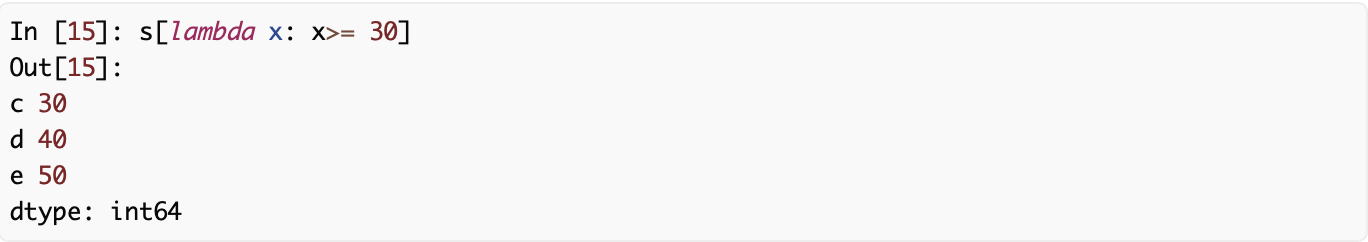 In [15]: s[lambda x: x>= 30]
Out[15]:
c 30
d 40
e 50
dtype: int64